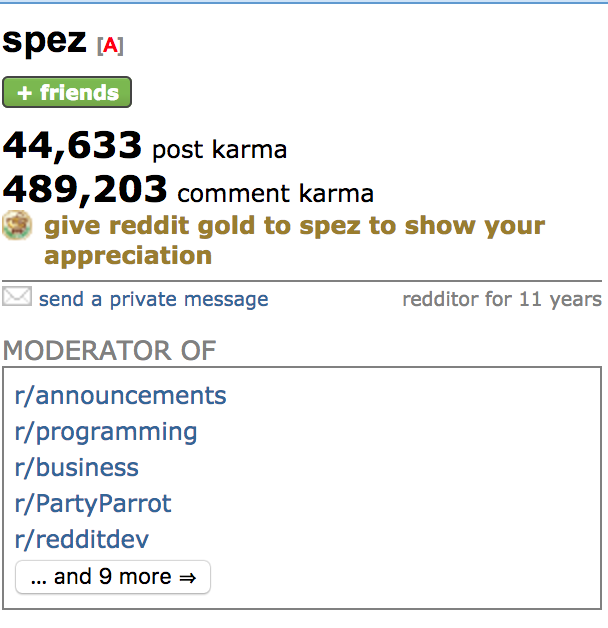 spez [A]
+ friends
44,633 post karma
489,203 comment karma
give reddit gold to spez to show your
appreciation
send a private message redditor for 11 years
MODERATOR OF
r/announcements
r/programming
r/business
r/PartyParrot
r/redditdev
... and 9 more ⇒